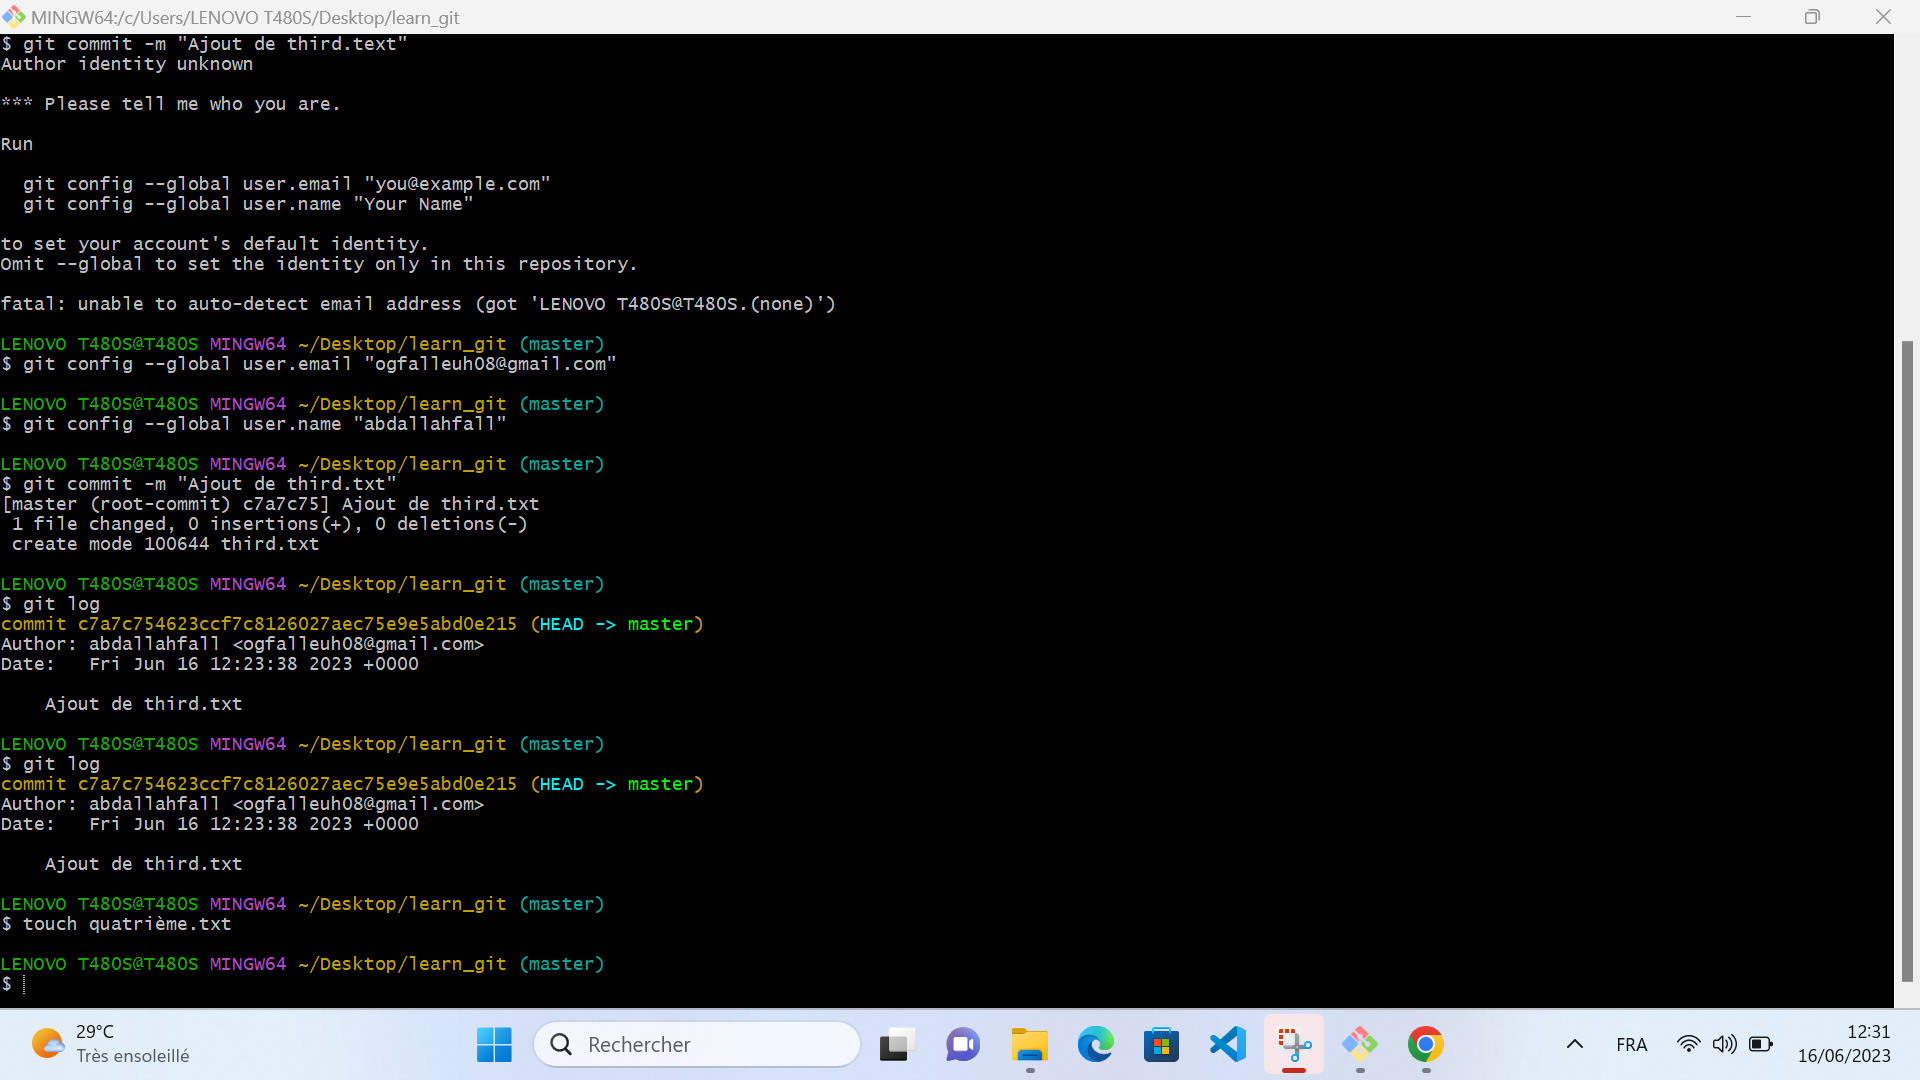 MINGW64:/c/Users/LENOVO T480S/Desktop/learn_git
$ git commit -m "Ajout de third.text"
Author identity unknown
*** Please tell me who you are.
Run
git config --global user.email "you@example.com"
git config --global user.name "Your Name"
to set your account's default identity.
Omit --global to set the identity only in this repository.
fatal: unable to auto-detect email address (got 'LENOVO T480S@T480S.(none)')
LENOVO T480S@T480S MINGW64 ~/Desktop/learn_git (master)
$ git config --global user.email "ogfalleuh08@gmail.com"
LENOVO T480S@T480S MINGW64 ~/Desktop/learn_git (master)
$ git config --global user.name "abdallahfall"
LENOVO T480S@T480S MINGW64 ~/Desktop/learn_git (master)
$ git commit -m "Ajout de third.txt"
[master (root-commit) c7a7c75] Ajout de third.txt
1 file changed, 0 insertions(+), 0 deletions(-)
create mode 100644 third.txt
LENOVO T480S@T480S MINGW64 ~/Desktop/learn_git (master)
$ git log
commit c7a7c754623ccf7c8126027aec75e9e5abd0e215 (HEAD -> master)
Author: abdallahfall <ogfalleuh08@gmail.com>
Date:   Fri Jun 16 12:23:38 2023 +0000
Ajout de third.txt
LENOVO T480S@T480S MINGW64 ~/Desktop/learn_git (master)
$ git log
commit c7a7c754623ccf7c8126027aec75e9e5abd0e215 (HEAD -> master)
Author: abdallahfall <ogfalleuh08@gmail.com>
Date:   Fri Jun 16 12:23:38 2023 +0000
Ajout de third.txt
LENOVO T480S@T480S MINGW64 ~/Desktop/learn_git (master)
$ touch quatrième.txt
LENOVO T480S@T480S MINGW64 ~/Desktop/learn_git (master)
$
29°C
Très ensoleillé
Rechercher
FRA
12:31
16/06/2023